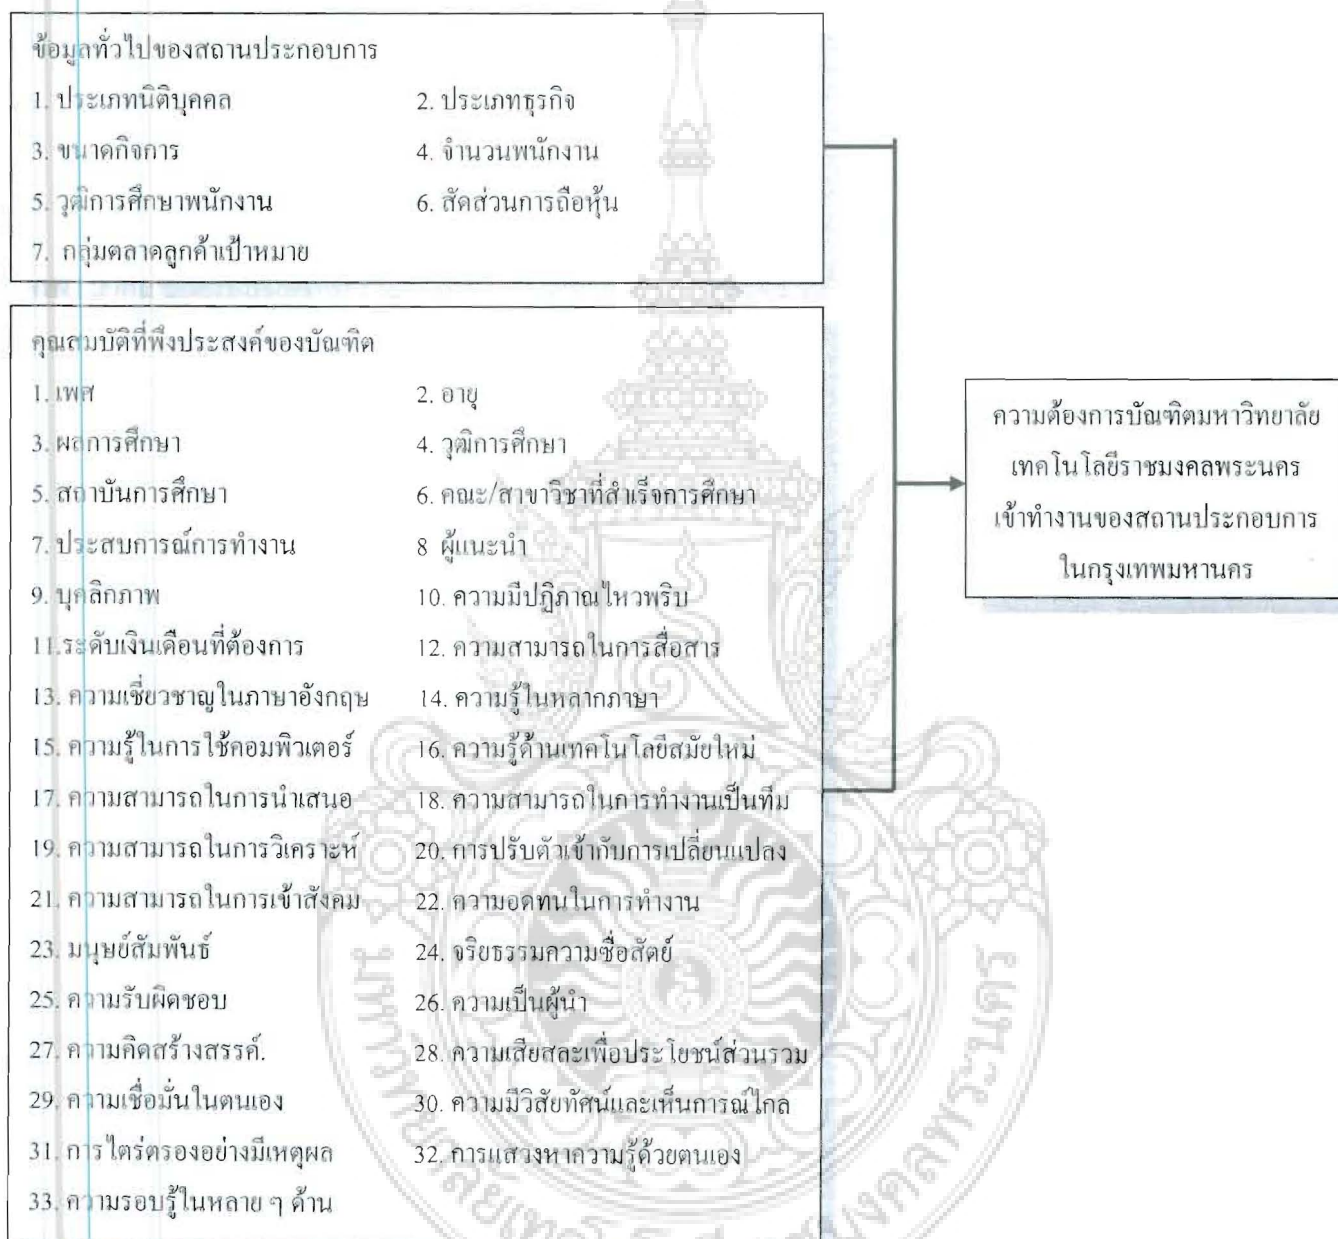 ข้อมูลทั่วไปของสถานประกอบการ
1. ประเภทนิติบุคคล 2. ประเภทธุรกิจ
3. ขนาดกิจการ 4. จำนวนพนักงาน
5. วุฒิการศึกษาพนักงาน 6. สัดส่วนการถือหุ้น
7. กลุ่มตลาดลูกค้าเป้าหมาย
คุณสมบัติที่พึงประสงค์ของบัณฑิต
1. เพศ 2. อายุ
3. ผลการศึกษา 4. วุฒิการศึกษา
5. สถาบันการศึกษา 6. คณะ/สาขาวิชาที่สำเร็จการศึกษา
7. ประสบการณ์การทำงาน 8 ผู้แนะนำ
9. บุคลิกภาพ 10. ความมีปฏิภาณไหวพริบ
11.ระดับเงินเดือนที่ต้องการ 12. ความสามารถในการสื่อสาร
13. ความเชี่ยวชาญในภาษาอังกฤษ 14. ความรู้ในหลากภาษา
15. ความรู้ในการใช้คอมพิวเตอร์ 16. ความรู้ด้านเทคโนโลยีสมัยใหม่
17. ความสามารถในการนำเสนอ 18. ความสามารถในการทำงานเป็นทีม
19. ความสามารถในการวิเคราะห์ 20. การปรับตัวเข้ากับการเปลี่ยนแปลง
21. ความสามารถในการเข้าสังคม 22. ความอดทนในการทำงาน
23. มนุษย์สัมพันธ์ 24. จริยธรรมความซื่อสัตย์
25. ความรับผิดชอบ 26. ความเป็นผู้นำ
27. ความคิดสร้างสรรค์. 28. ความเสียสละเพื่อประโยชน์ส่วนรวม
29. ความเชื่อมั่นในตนเอง 30. ความมีวิสัยทัศน์และเห็นการณ์ไกล
31. การไตร่ตรองอย่างมีเหตุผล 32. การแสวงหาความรู้ด้วยตนเอง
33. ความรอบรู้ในหลาย ๆ ด้าน
ความต้องการบัณฑิตมหาวิทยาลัย
เทคโนโลยีราชมงคลพระนคร
เข้าทำงานของสถานประกอบการ
ในกรุงเทพมหานคร